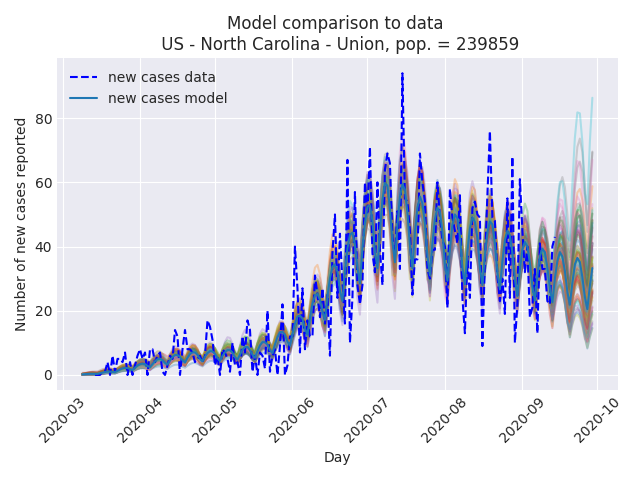 Model comparison to data
US - North Carolina - Union, pop. = 239859
new cases data
new cases model
Number of new cases reported
80
60
40
20
0
2020-03
2020-04
2020-05
2020-06
2020-07
2020-08
2020-09
2020-10
Day